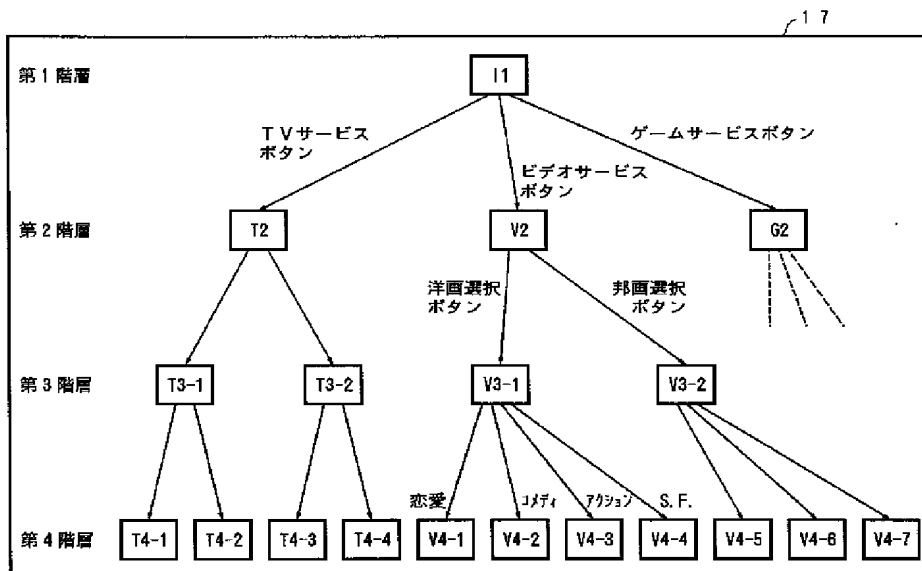 17
第1階層
I1
TVサービス
ボタン
ビデオサービス
ボタン
ゲームサービスボタン
第2階層
T2
V2
G2
洋画選択
ボタン
邦画選択
ボタン
第3階層
T3-1
T3-2
V3-1
V3-2
恋愛
コメディ
アクション
S.F.
第4階層
T4-1
T4-2
T4-3
T4-4
V4-1
V4-2
V4-3
V4-4
V4-5
V4-6
V4-7